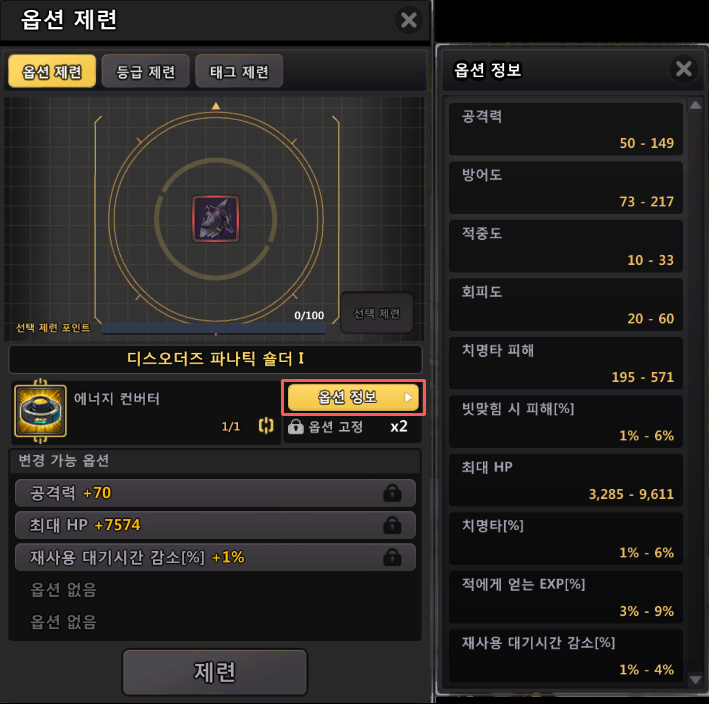 옵션 제련
옵션 제련 등급 제련 태그 제련
0/100
선택 제련 포인트
선택 제련
디스오더즈 파나틱 숄더 I
에너지 컨버터
1/1
옵션 정보
옵션 고정 x2
변경 가능 옵션
공격력 +70
최대 HP +7574
재사용 대기시간 감소[%] +1%
옵션 없음
옵션 없음
제련
옵션 정보
공격력
50 - 149
방어도
73 - 217
적중도
10 - 33
회피도
20 - 60
치명타 피해
195 - 571
빗맞힘 시 피해[%]
1% - 6%
최대 HP
3,285 - 9,611
치명타[%]
1% - 6%
적에게 얻는 EXP[%]
3% - 9%
재사용 대기시간 감소[%]
1% - 4%